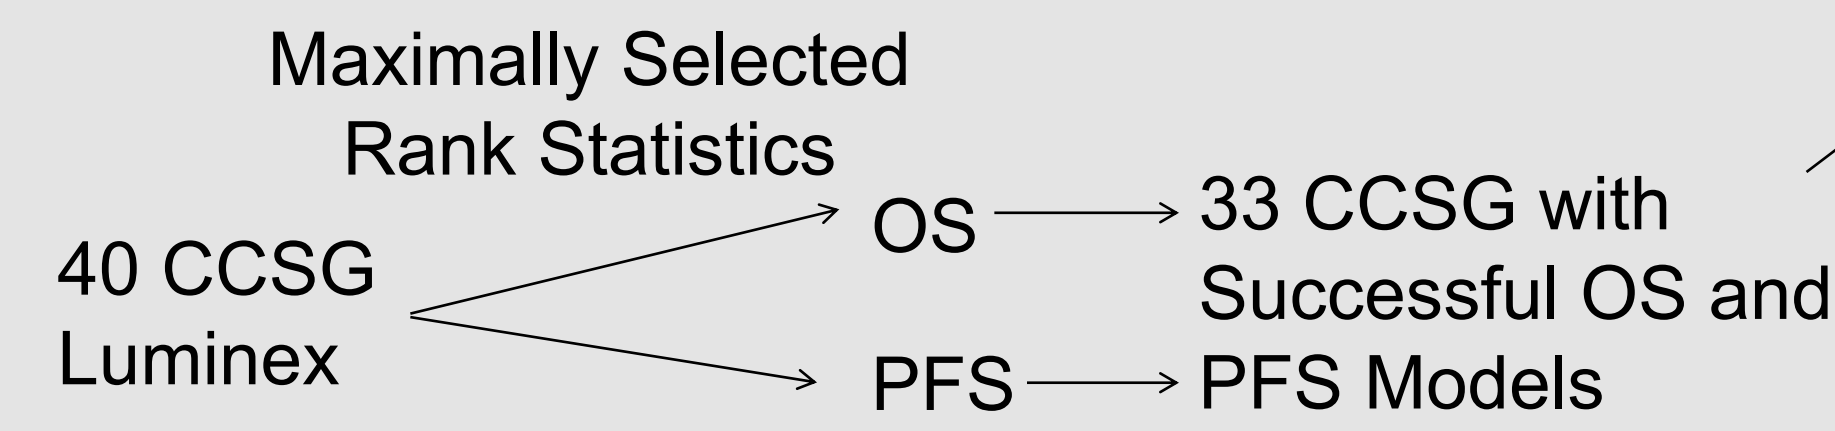 Maximally Selected
Rank Statistics
40 CCSG
Luminex
OS
PFS
33 CCSG with
Successful OS and
PFS Models